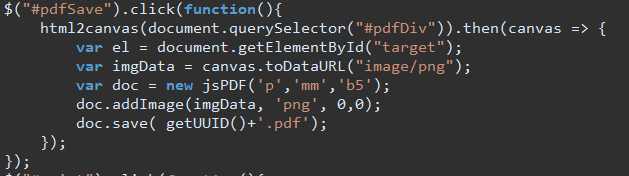 $("#pdfSave").click(function(){
    html2canvas(document.querySelector("#pdfDiv")).then(canvas => {
        var el = document.getElementById("target");
        var imgData = canvas.toDataURL("image/png");
        var doc = new jsPDF('p','mm','b5');
        doc.addImage(imgData, 'png', 0,0);
        doc.save( getUUID()+'.pdf');
    });
});